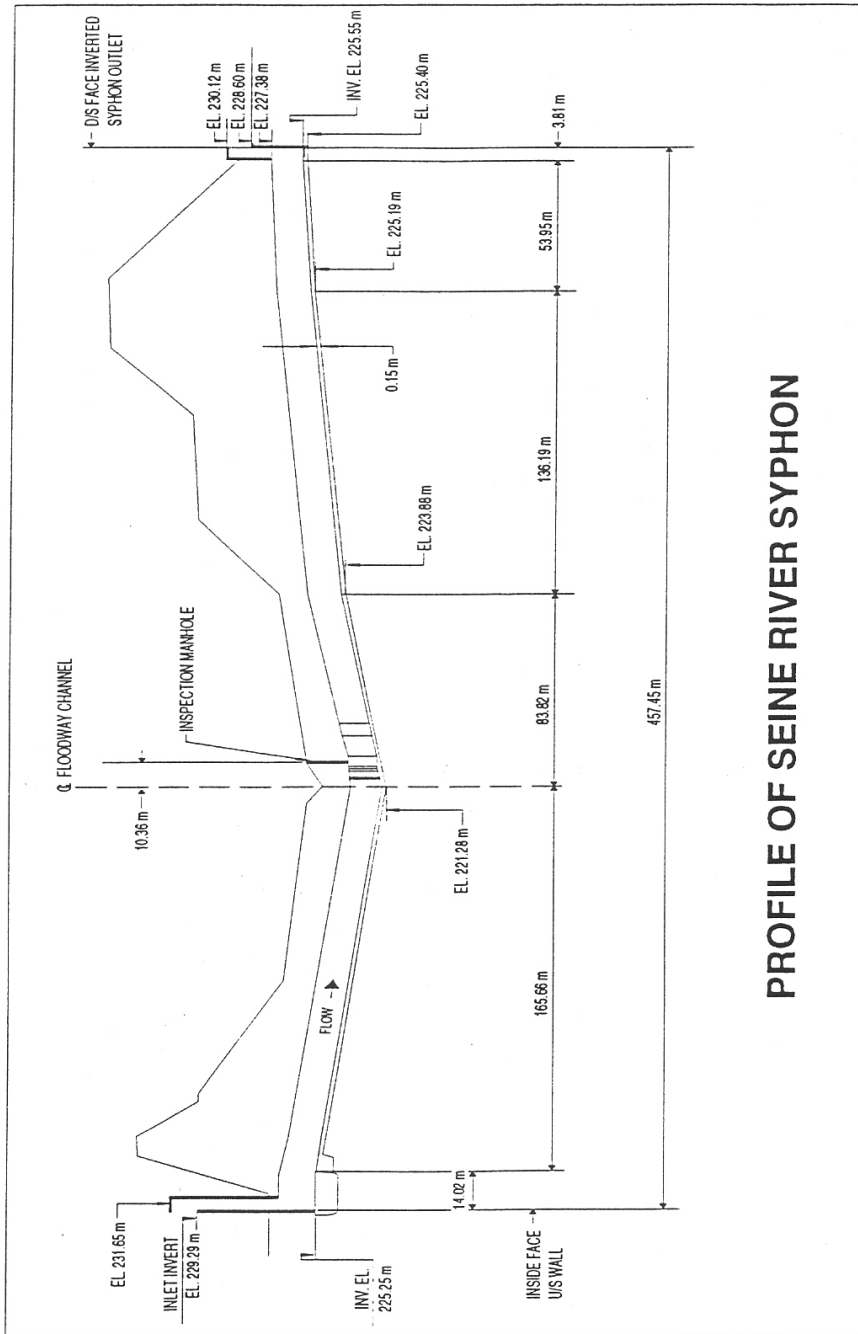 D/S FACE INVERTED
SYPHON OUTLET
EL. 230.12 m
EL. 228.60 m
EL. 227.38 m
INV. EL. 225.55 m
EL. 225.40 m
3.81 m
EL. 225.19 m
53.95 m
0.15 m
136.19 m
EL. 223.88 m
℄ FLOODWAY CHANNEL
INSPECTION MANHOLE
10.36 m
83.82 m
457.45 m
EL. 221.28 m
FLOW
165.66 m
14.02 m
EL. 231.65 m
INLET INVERT
EL. 229.29 m
INV. EL.
225.25 m
INSIDE FACE
U/S WALL
PROFILE OF SEINE RIVER SYPHON